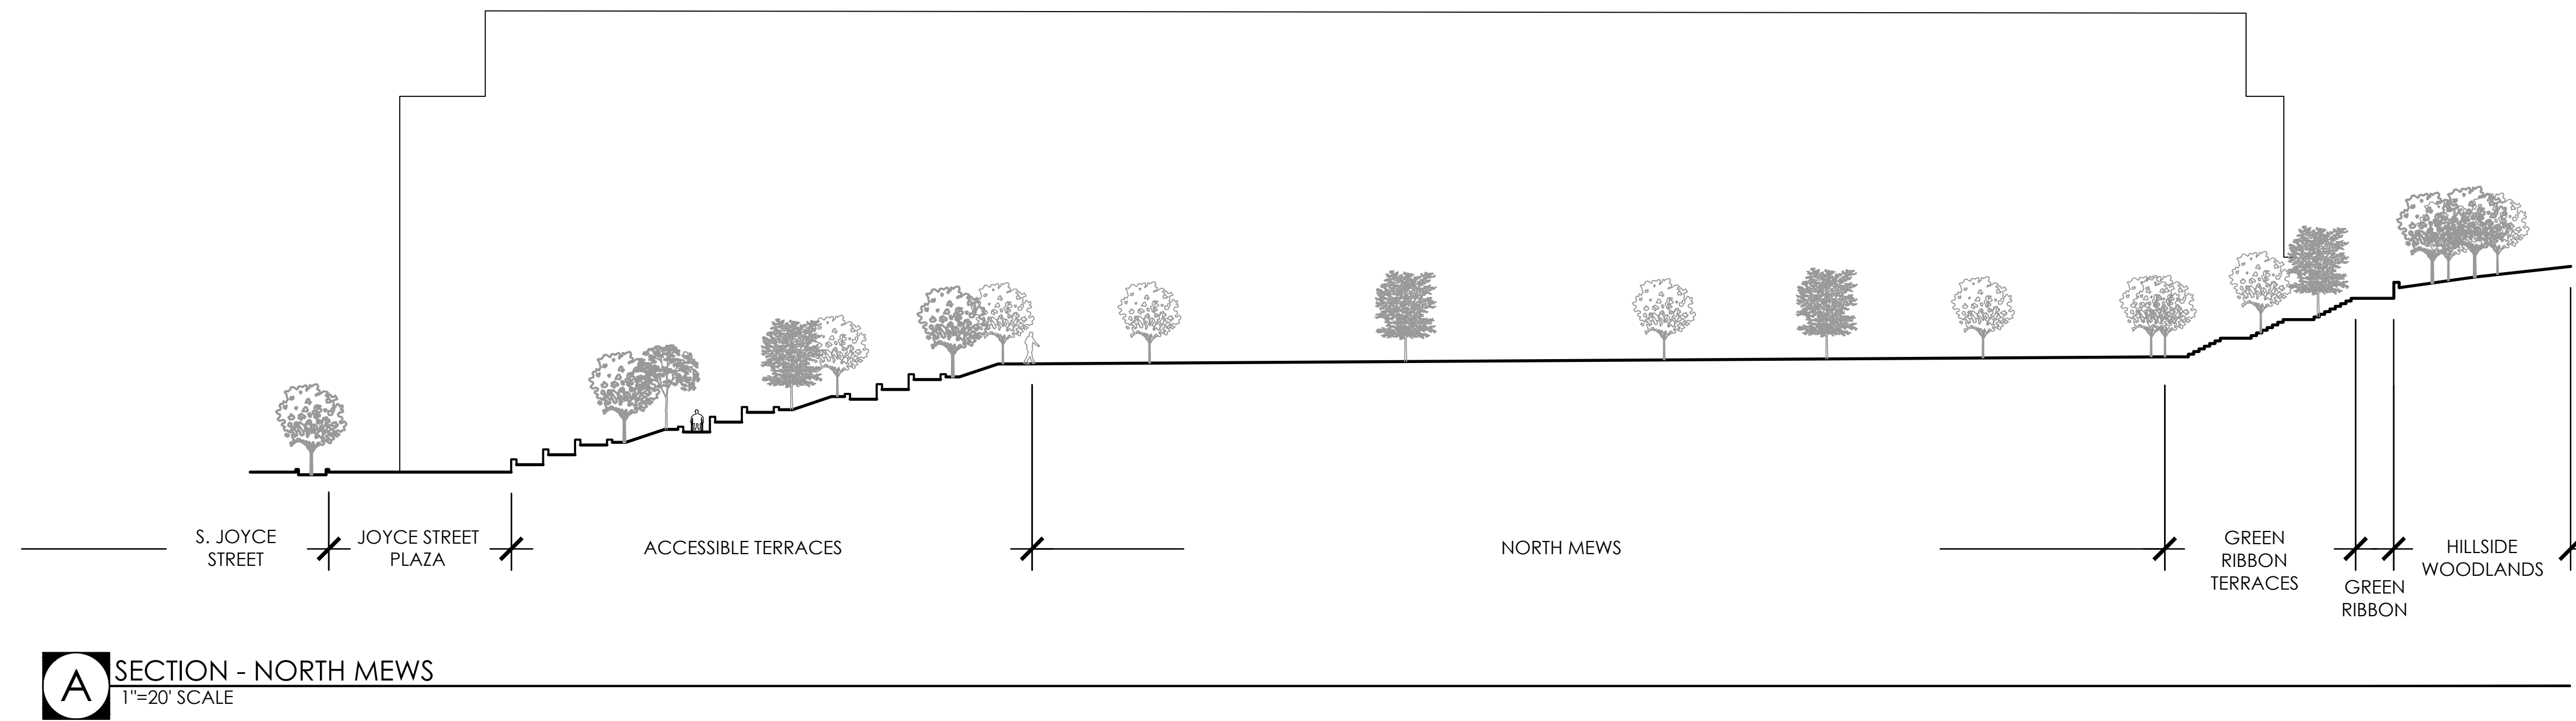 S. JOYCE
STREET
JOYCE STREET
PLAZA
ACCESSIBLE TERRACES
NORTH MEWS
GREEN
RIBBON
TERRACES
GREEN
RIBBON
HILLSIDE
WOODLANDS
A
SECTION - NORTH MEWS
1"=20' SCALE